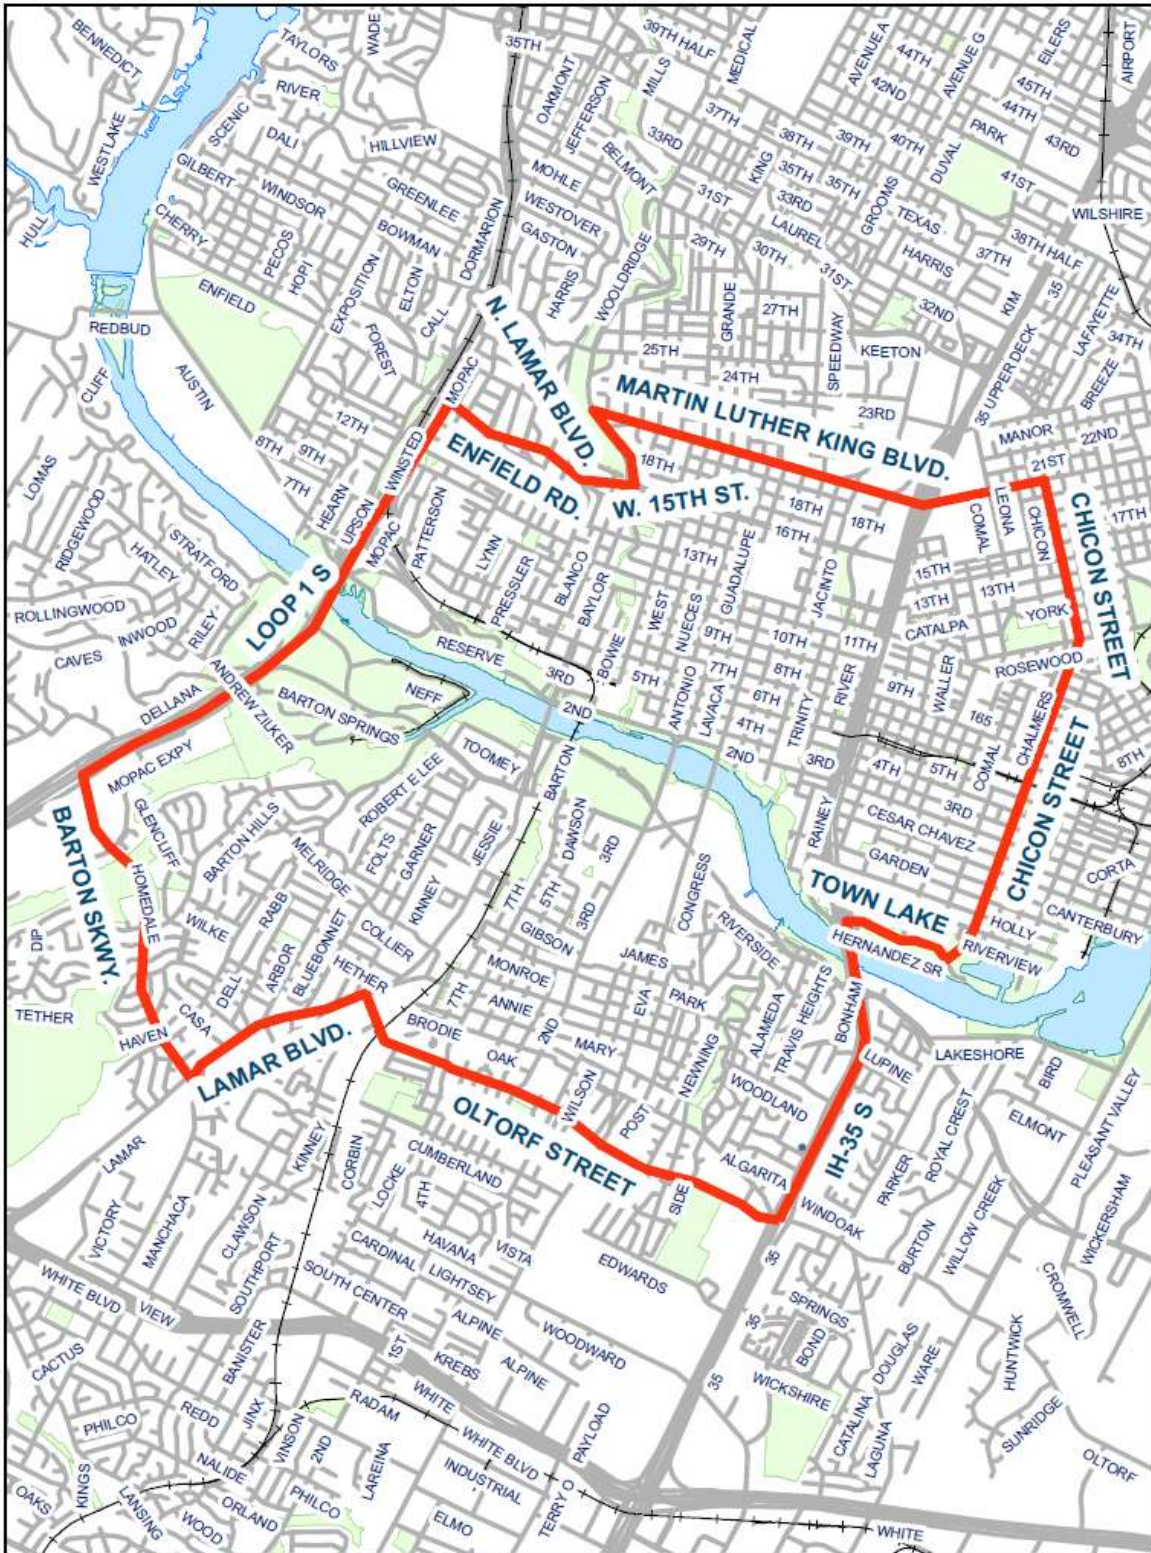 BENNEDICT
TAYLORS
WADE
35TH
39TH HALF
MEDICAL
AVENUE A
44TH
AVENUE G
EILERS
AIRPORT
RIVER
OAKMONT
JEFFERSON
MILLS
42ND
45TH
44TH
SCENIC
DALI
HILLVIEW
37TH
38TH
39TH
40TH
PARK
43RD
WESTLAKE
33RD
BELMONT
KING
35TH
35TH
DUVAL
41ST
GILBERT
WINDSOR
GREENLEE
MOHLE
31ST
33RD
GROOMS
TEXAS
WILSHIRE
HULL
CHERRY
PECOS
HOPI
BOWMAN
DORMARION
WESTOVER
GASTON
WOOLDRIDGE
29TH
30TH
LAUREL
31ST
HARRIS
37TH
38TH HALF
ENFIELD
EXPOSITION
ELTON
CALL
HARRIS
GRANDE
27TH
32ND
KIM
35
LAFAYETTE
REDBUD
FOREST
N. LAMAR BLVD.
25TH
24TH
SPEEDWAY
KEETON
35 UPPER DECK
34TH
CLIFF
AUSTIN
MOPAC
MARTIN LUTHER KING BLVD.
23RD
BREEZE
12TH
WINSTED
ENFIELD RD.
18TH
MANOR
22ND
8TH
9TH
7TH
21ST
LOMAS
HEARN
UPSON
W. 15TH ST.
18TH
18TH
LEONA
COMAL
CHICON
CHICON STREET
17TH
RIDGEWOOD
HATLEY
STRATFORD
MOPAC
PATTERSON
LYNN
PRESSLER
BLANCO
BAYLOR
13TH
GUADALUPE
16TH
JACINTO
15TH
13TH
13TH
ROLLINGWOOD
INWOOD
RILEY
LOOP 1 S
WEST
NUECES
9TH
10TH
11TH
CATALPA
YORK
CAVES
RESERVE
3RD
BOWIE
5TH
7TH
8TH
RIVER
9TH
WALLER
ROSEWOOD
DELLANA
ANDREW ZILKER
BARTON SPRINGS
NEFF
2ND
ANTONIO
LAVACA
6TH
4TH
TRINITY
165
CHALMERS
MOPAC EXPY
TOOMEY
BARTON
2ND
3RD
4TH
5TH
COMAL
8TH
BARTON SKWY.
GLENCLIFF
BARTON HILLS
ROBERT E LEE
JESSIE
DAWSON
3RD
RAINEY
3RD
CESAR CHAVEZ
CHICON STREET
MELRIDGE
FOLTS
GARNER
7TH
5TH
CONGRESS
GARDEN
CORTA
HOMEDALE
WILKE
RABB
KINNEY
3RD
TOWN LAKE
HOLLY
CANTERBURY
DIP
ARBOR
BLUEBONNET
COLLIER
GIBSON
JAMES
RIVERSIDE
HERNANDEZ SR
RIVERVIEW
DELL
HETHER
MONROE
TETHER
HAVEN
CASA
7TH
ANNIE
EVA
PARK
ALAMEDA
TRAVIS HEIGHTS
BONHAM
LAMAR BLVD.
BRODIE
OAK
2ND
MARY
NEWNING
LUPINE
LAKESHORE
BIRD
WILSON
POST
WOODLAND
OLTORF STREET
IH-35 S
ROYAL CREST
ELMONT
PLEASANT VALLEY
LAMAR
KINNEY
CORBIN
CUMBERLAND
ALGARITA
PARKER
VICTORY
MANCHACA
LOCKE
4TH
SIDE
WINDOAK
WILLOW CREEK
WICKERSHAM
CLAWSON
HAVANA
VISTA
EDWARDS
35
BURTON
SOUTHPORT
CARDINAL
LIGHTSEY
WHITE BLVD
VIEW
SOUTH CENTER
SPRINGS
CROMWELL
CACTUS
BANISTER
1ST
ALPINE
WOODWARD
35
BOND
DOUGLAS
HUNTWICK
KREBS
ALPINE
WARE
REDD
JINX
RADAM
WHITE
35
WICKSHIRE
PHILCO
VINSON
2ND
WHITE BLVD
PAYLOAD
CATALINA
LAGUNA
SUNRIDGE
OLTORF
KINGS
NALIDE
LAREINA
INDUSTRIAL
OAKS
LANSING
WOOD
ORLAND
PHILCO
ELMO
TERRY O
WHITE